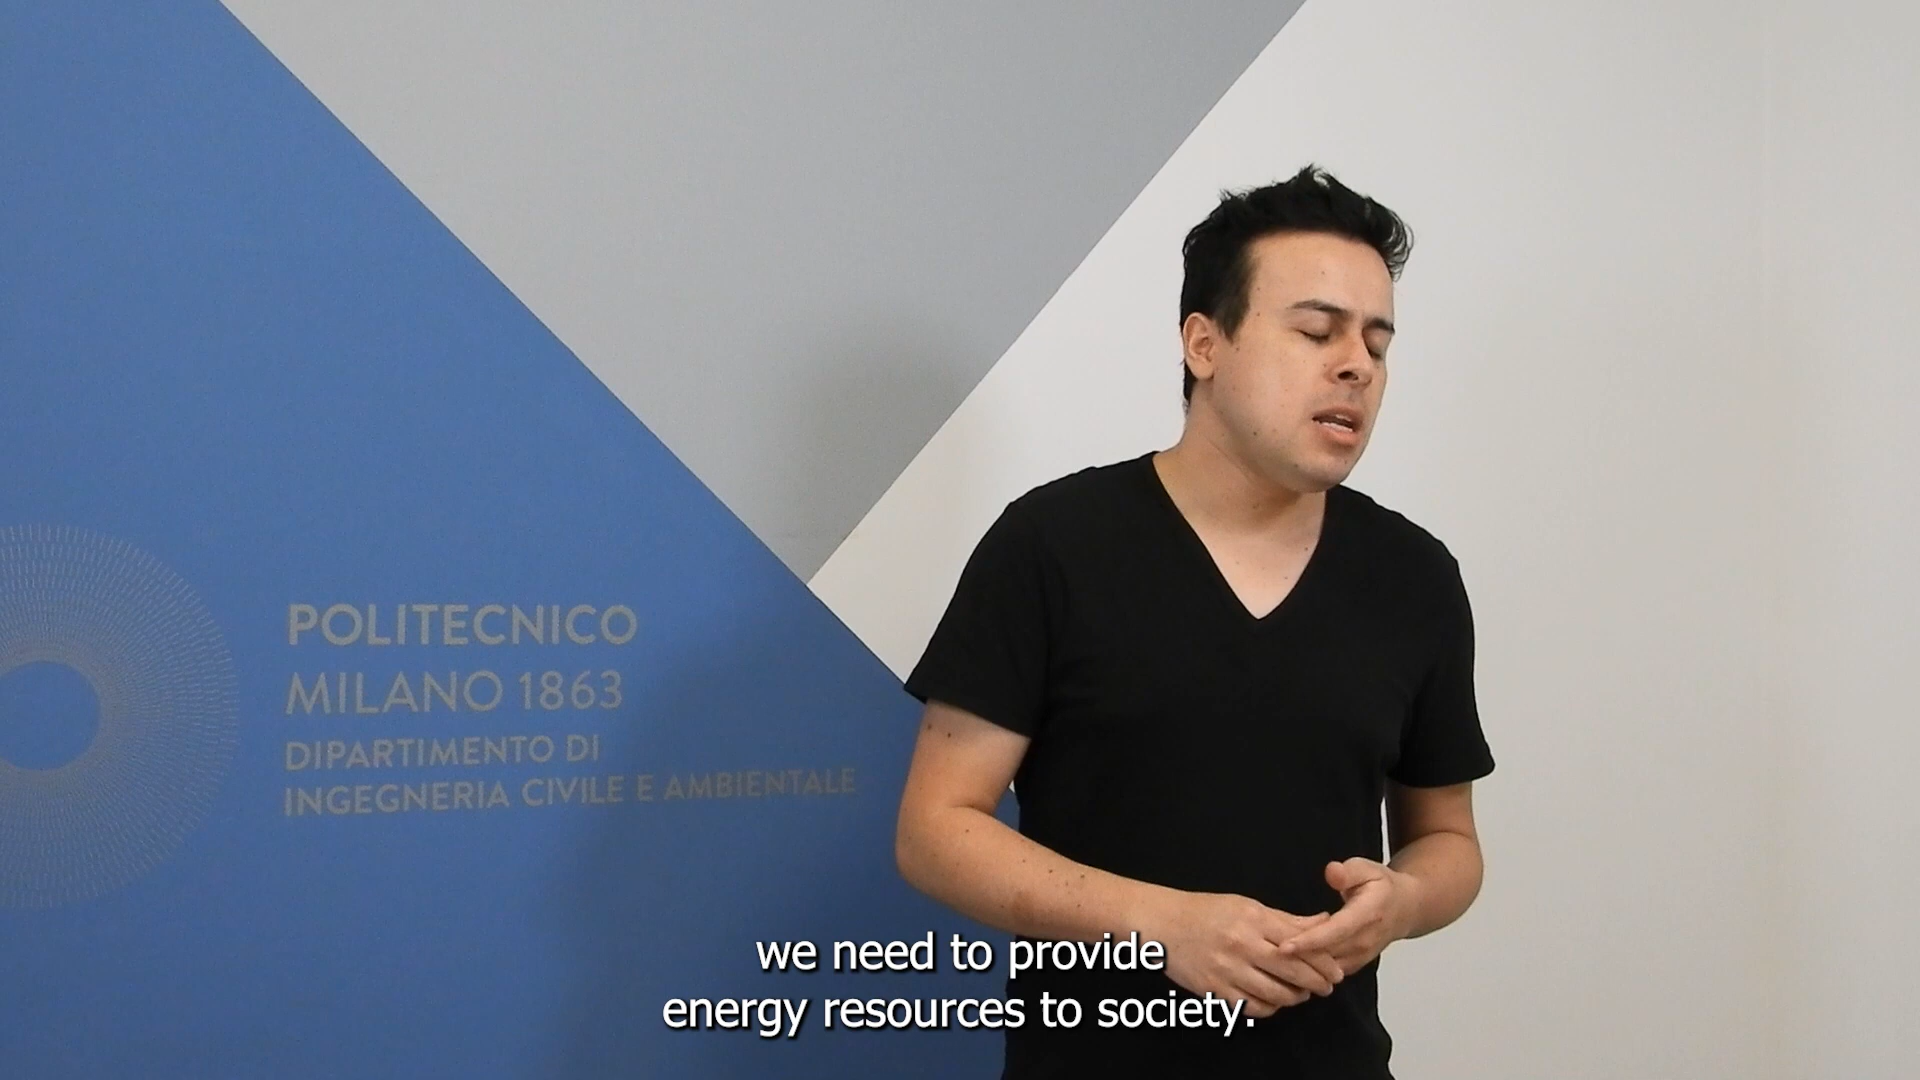 POLITECNICO
MILANO 1863
DIPARTIMENTO DI
INGEGNERIA CIVILE E AMBIENTALE
we need to provide
energy resources to society.